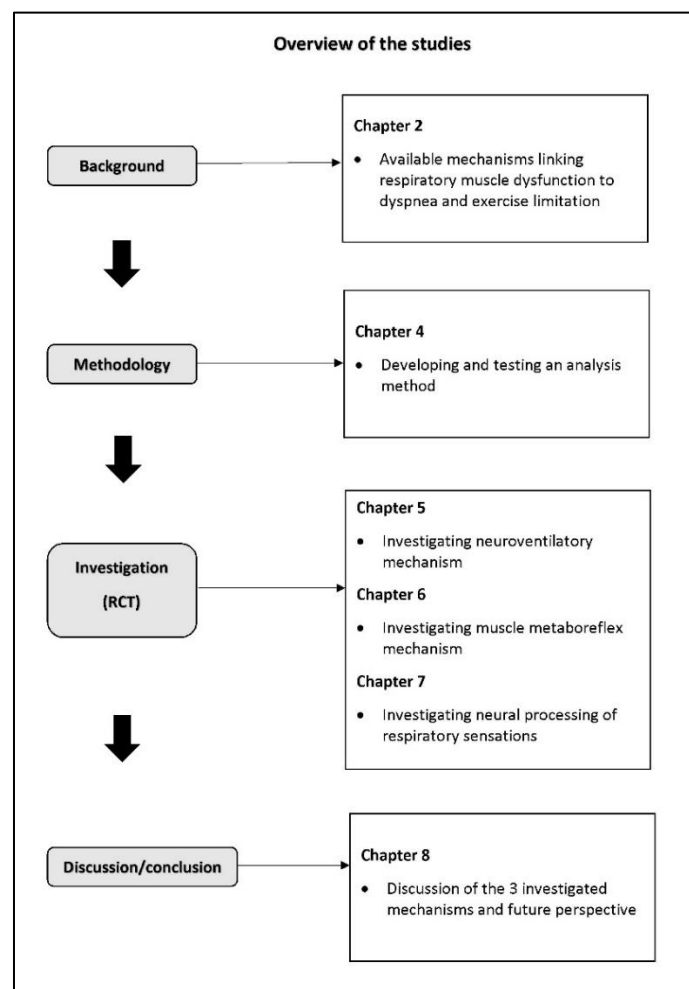 Overview of the studies
Background
Chapter 2
• Available mechanisms linking
respiratory muscle dysfunction to
dyspnea and exercise limitation
Methodology
Chapter 4
• Developing and testing an analysis
method
Investigation
(RCT)
Chapter 5
• Investigating neuroventilatory
mechanism
Chapter 6
• Investigating muscle metaboreflex
mechanism
Chapter 7
• Investigating neural processing of
respiratory sensations
Discussion/conclusion
Chapter 8
• Discussion of the 3 investigated
mechanisms and future perspective